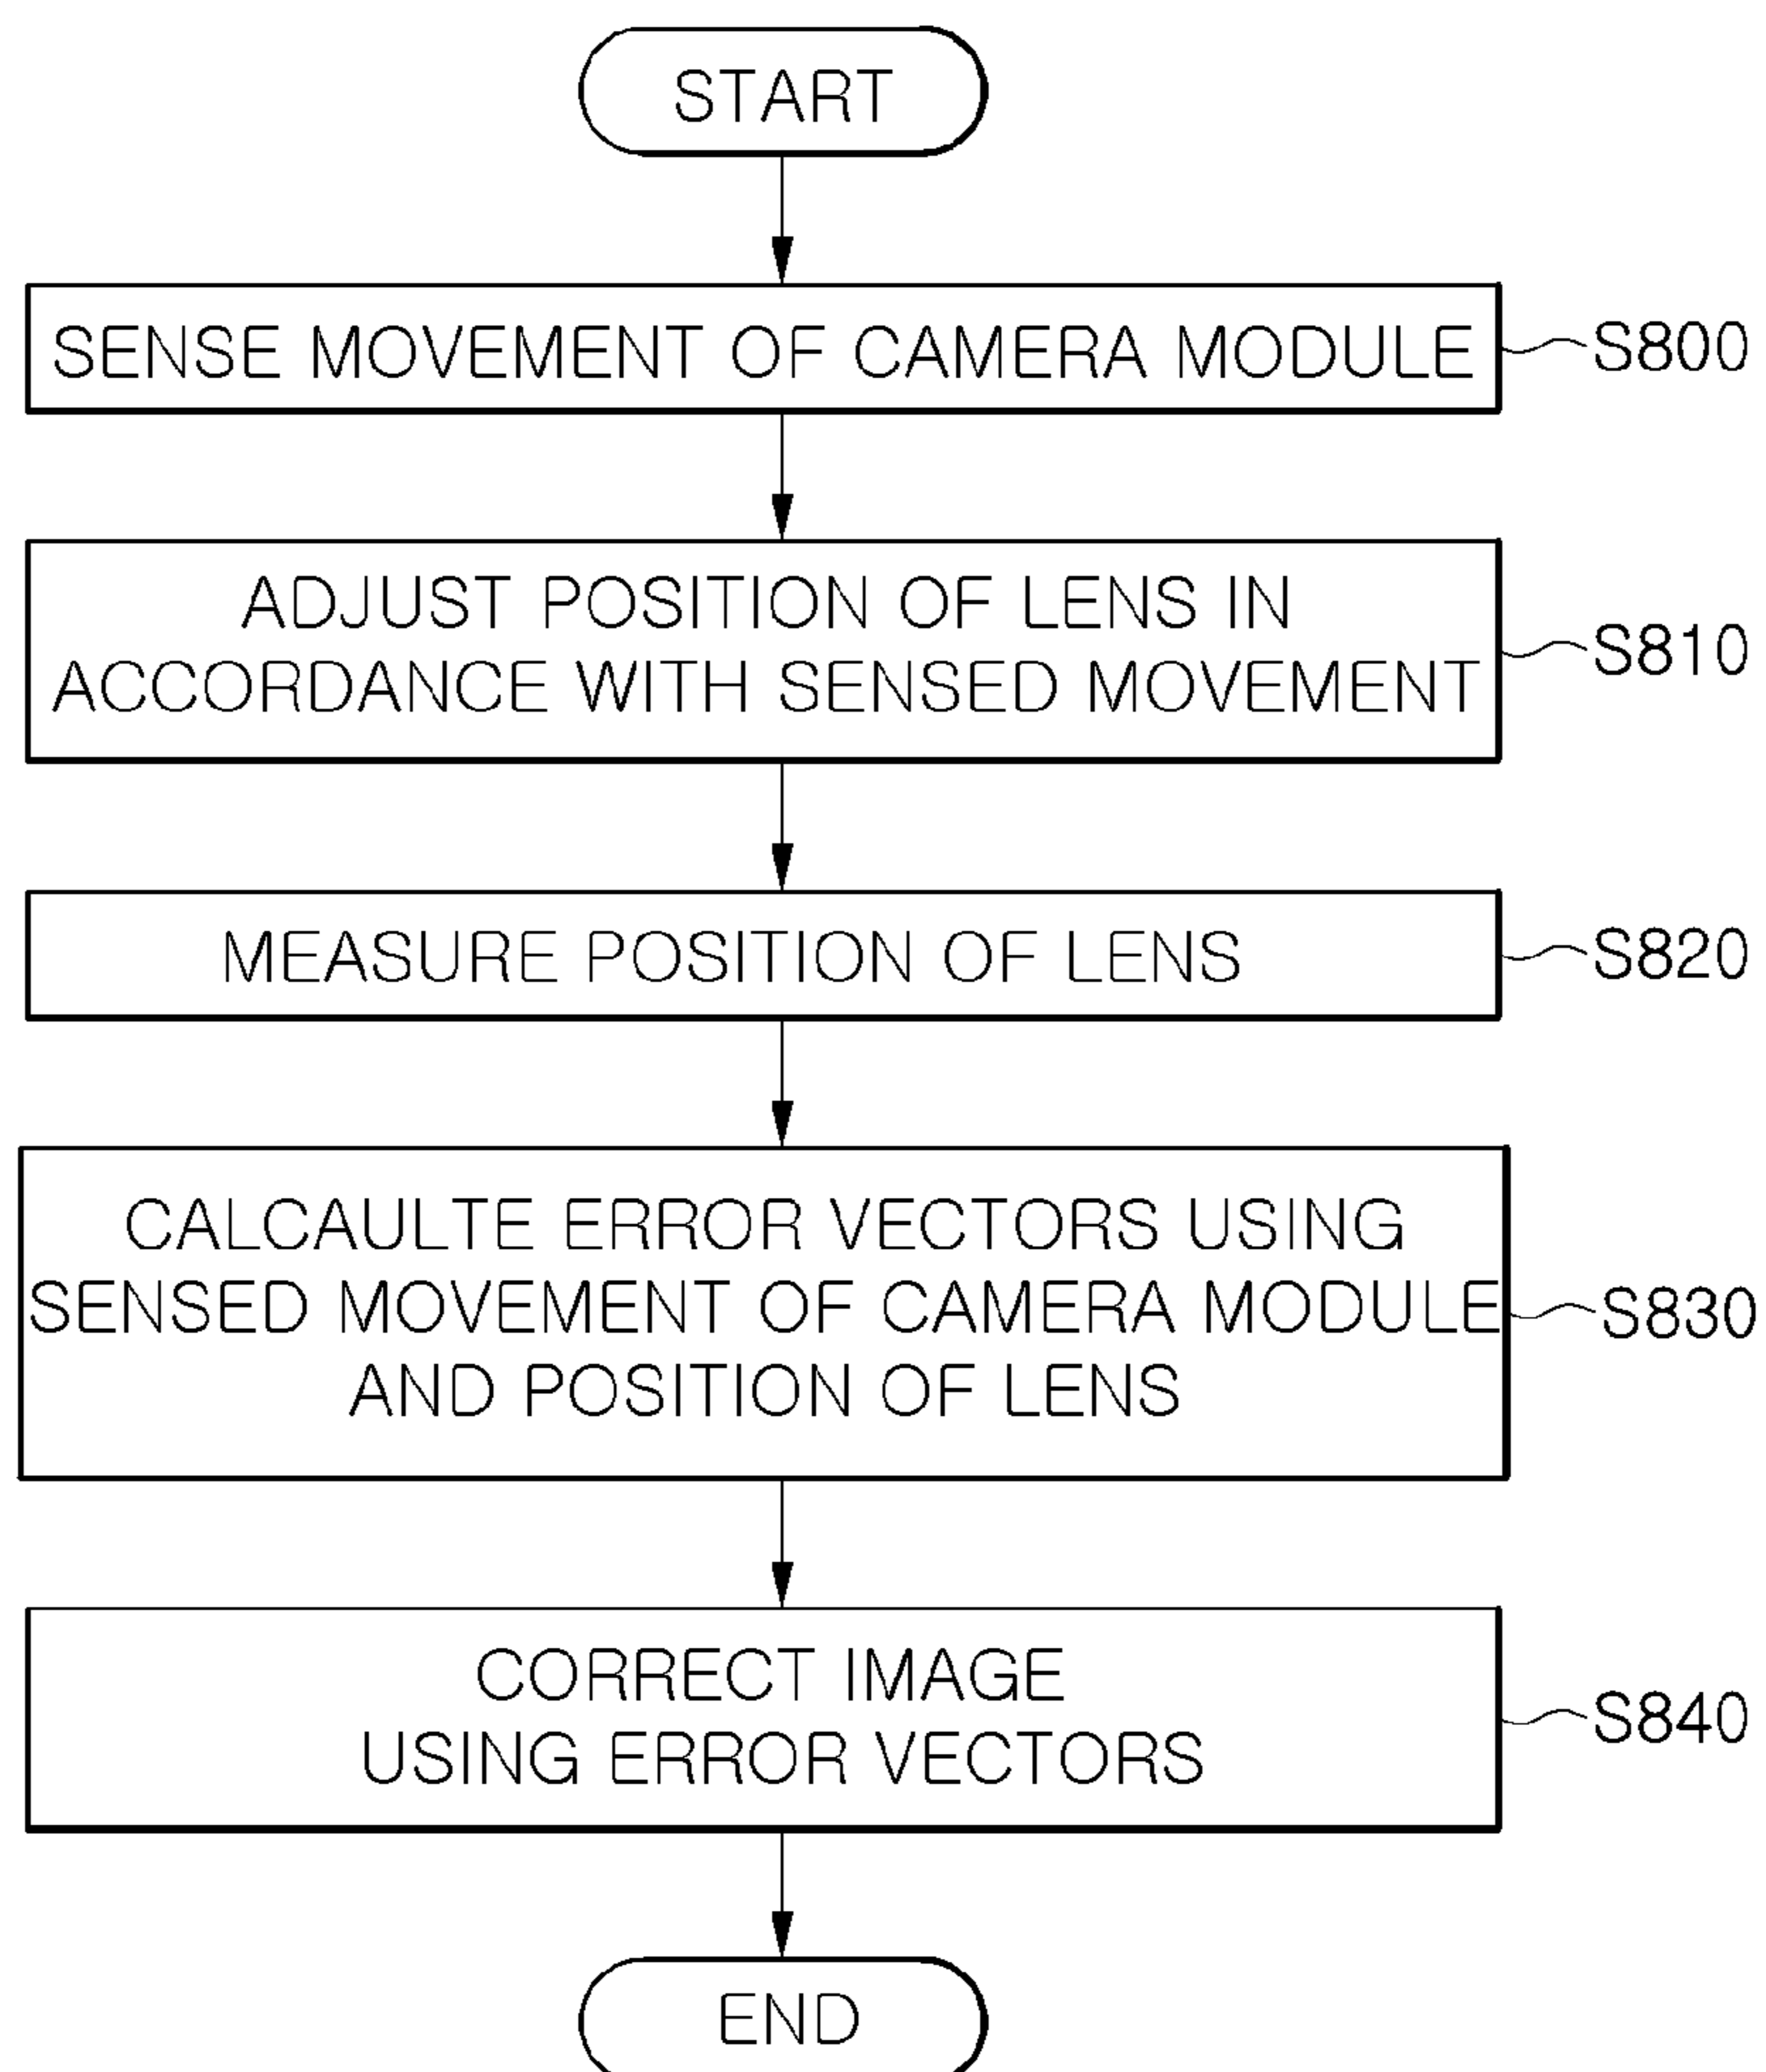 START
SENSE MOVEMENT OF CAMERA MODULE
S800
ADJUST POSITION OF LENS IN
ACCORDANCE WITH SENSED MOVEMENT
S810
MEASURE POSITION OF LENS
S820
CALCAULTE ERROR VECTORS USING
SENSED MOVEMENT OF CAMERA MODULE
AND POSITION OF LENS
S830
CORRECT IMAGE
USING ERROR VECTORS
S840
END